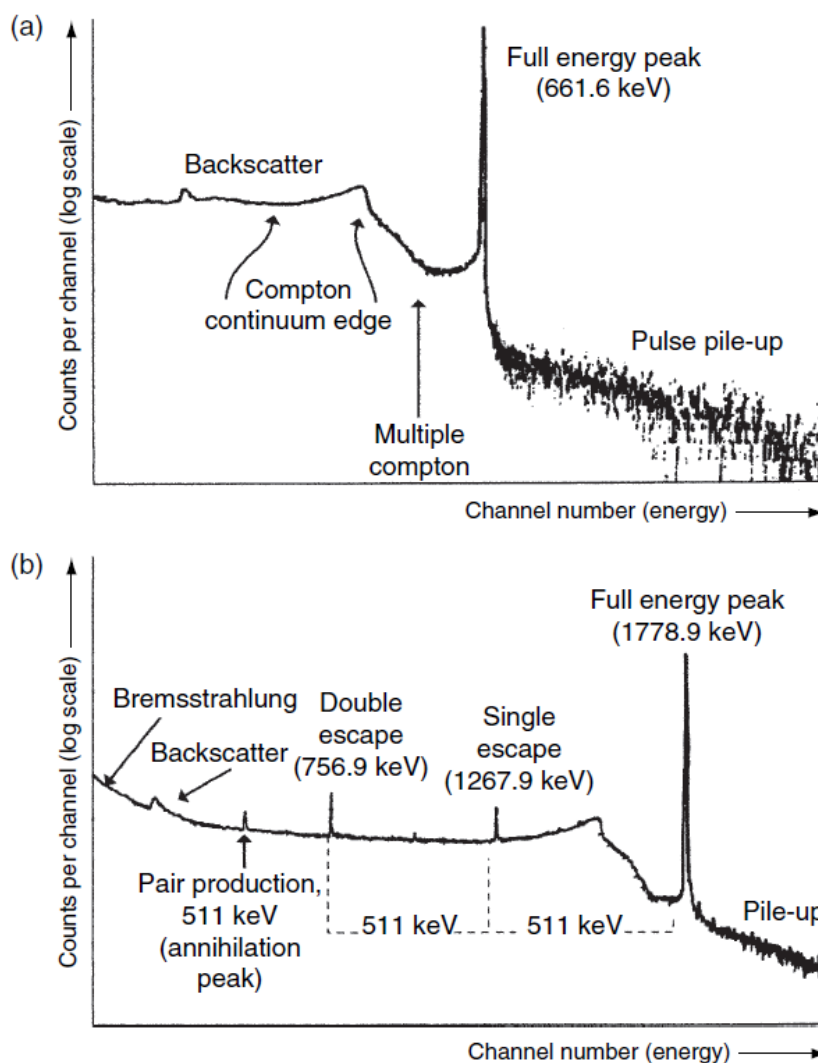 (a)
Counts per channel (log scale)
Full energy peak
(661.6 keV)
Backscatter
Compton
continuum edge
Pulse pile-up
Multiple
compton
Channel number (energy)
(b)
Counts per channel (log scale)
Full energy peak
(1778.9 keV)
Bremsstrahlung
Backscatter
Double
escape
(756.9 keV)
Single
escape
(1267.9 keV)
Pair production,
511 keV
(annihilation
peak)
511 keV
511 keV
Pile-up
Channel number (energy)